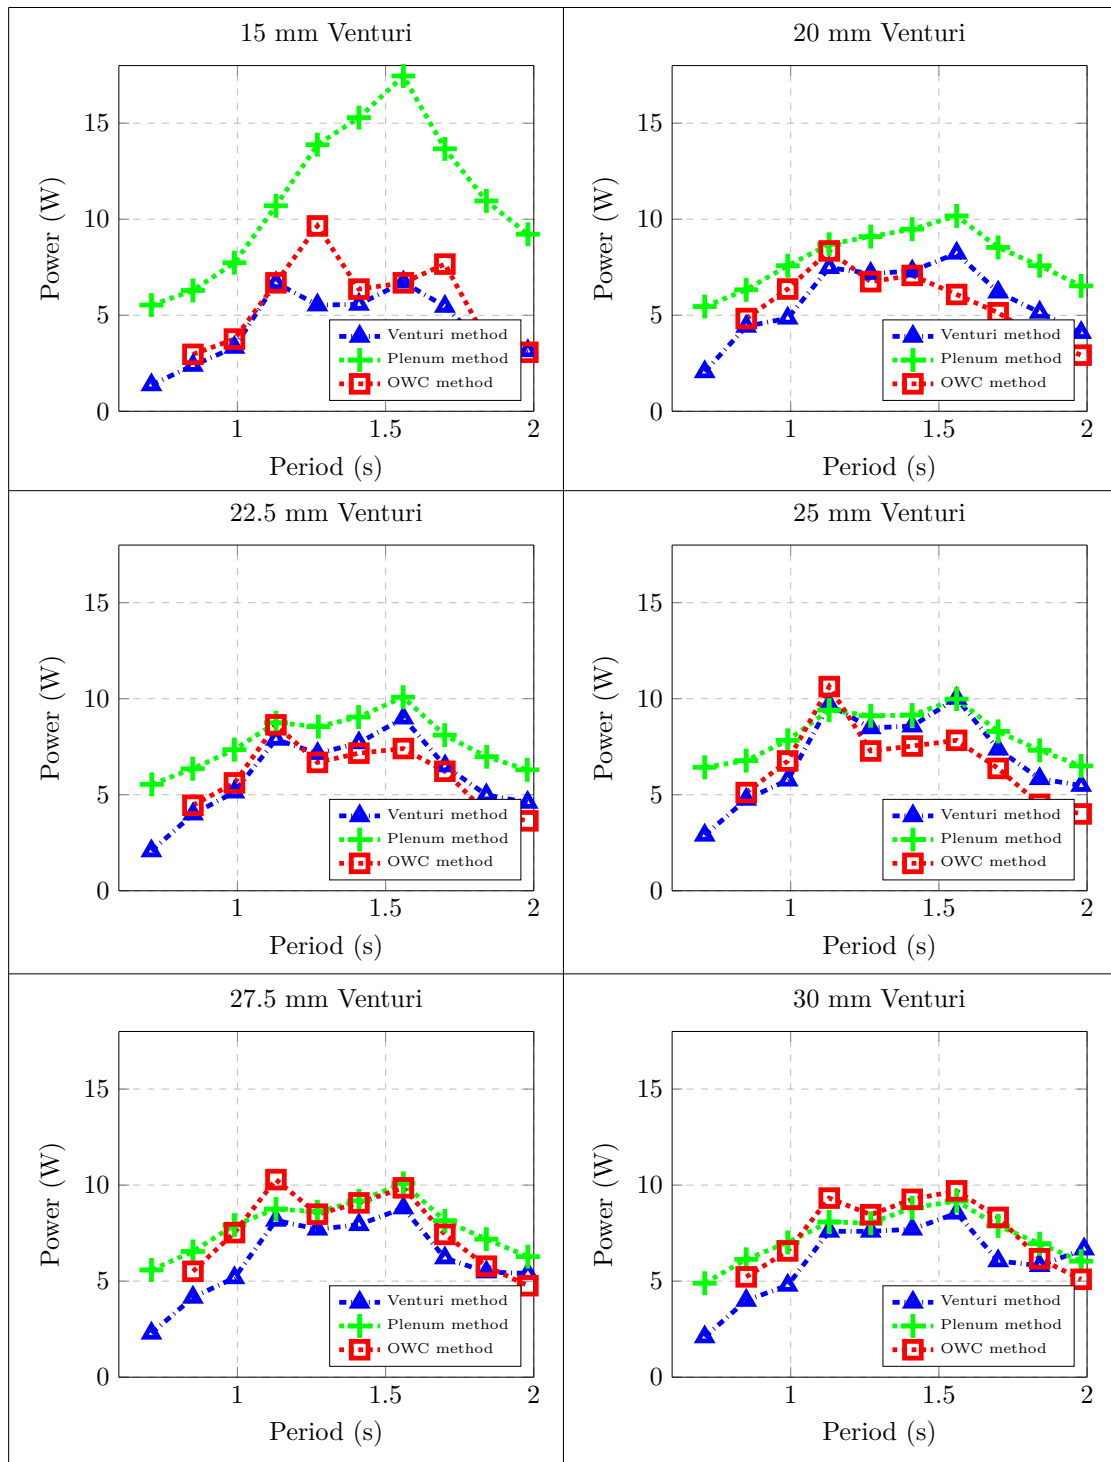 15 mm Venturi
15
10
5
0
Power (W)
1
1.5
2
Period (s)
Venturi method
Plenum method
OWC method
20 mm Venturi
15
10
5
0
Power (W)
1
1.5
2
Period (s)
Venturi method
Plenum method
OWC method
22.5 mm Venturi
15
10
5
0
Power (W)
1
1.5
2
Period (s)
Venturi method
Plenum method
OWC method
25 mm Venturi
15
10
5
0
Power (W)
1
1.5
2
Period (s)
Venturi method
Plenum method
OWC method
27.5 mm Venturi
15
10
5
0
Power (W)
1
1.5
2
Period (s)
Venturi method
Plenum method
OWC method
30 mm Venturi
15
10
5
0
Power (W)
1
1.5
2
Period (s)
Venturi method
Plenum method
OWC method